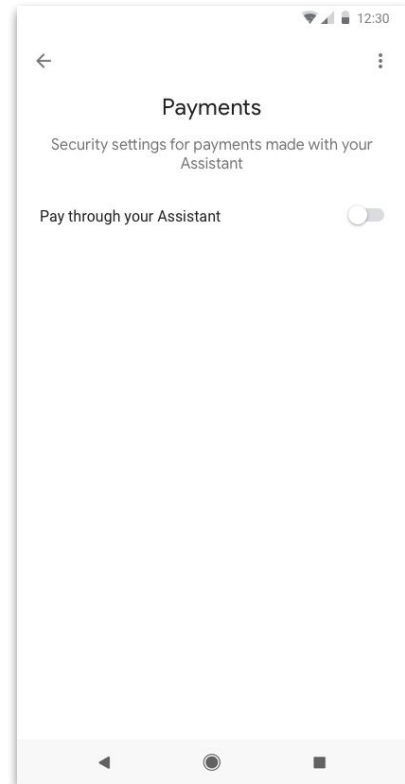 12:30
Payments
Security settings for payments made with your
Assistant
Pay through your Assistant